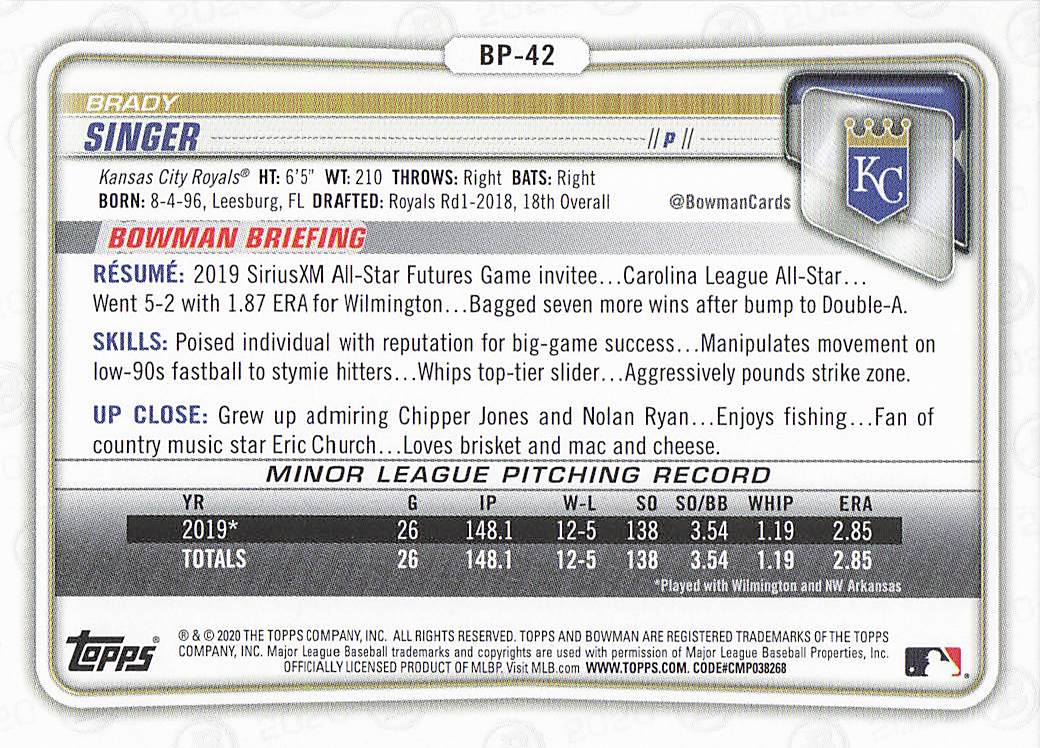 BP-42
BRADY
SINGER // P //
KC
Kansas City Royals® HT: 6'5" WT: 210 THROWS: Right BATS: Right
BORN: 8-4-96, Leesburg, FL DRAFTED: Royals Rd1-2018, 18th Overall @BowmanCards
BOWMAN BRIEFING
RÉSUMÉ: 2019 SiriusXM All-Star Futures Game invitee...Carolina League All-Star...
Went 5-2 with 1.87 ERA for Wilmington...Bagged seven more wins after bump to Double-A.
SKILLS: Poised individual with reputation for big-game success...Manipulates movement on
low-90s fastball to stymie hitters...Whips top-tier slider...Aggressively pounds strike zone.
UP CLOSE: Grew up admiring Chipper Jones and Nolan Ryan...Enjoys fishing...Fan of
country music star Eric Church...Loves brisket and mac and cheese.
MINOR LEAGUE PITCHING RECORD
YR G IP W-L SO SO/BB WHIP ERA
2019* 26 148.1 12-5 138 3.54 1.19 2.85
TOTALS 26 148.1 12-5 138 3.54 1.19 2.85
*Played with Wilmington and NW Arkansas
Topps® ® & © 2020 THE TOPPS COMPANY, INC. ALL RIGHTS RESERVED. TOPPS AND BOWMAN ARE REGISTERED TRADEMARKS OF THE TOPPS
COMPANY, INC. Major League Baseball trademarks and copyrights are used with permission of Major League Baseball Properties, Inc.
OFFICIALLY LICENSED PRODUCT OF MLBP. Visit MLB.com WWW.TOPPS.COM. CODE#CMP038268